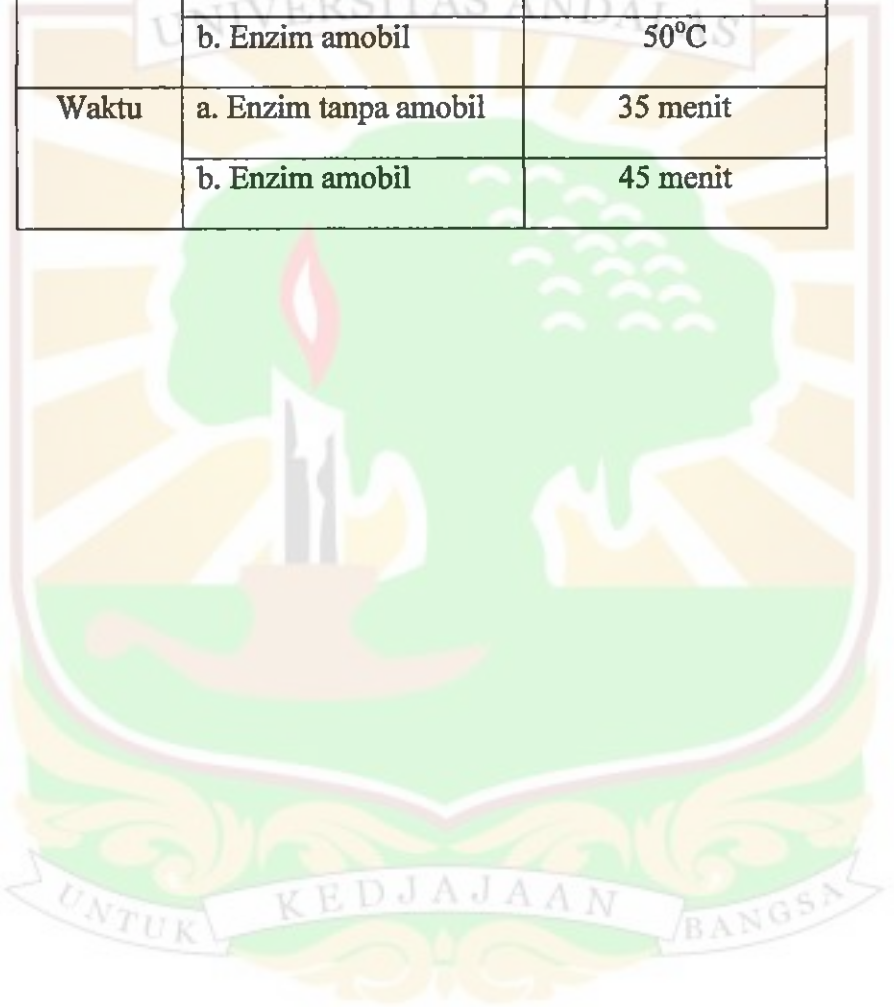 UNIVERSITAS ANDALAS
b. Enzim amobil 50°C
Waktu a. Enzim tanpa amobil 35 menit
b. Enzim amobil 45 menit
UNTUK KEDJAJAAN BANGSA